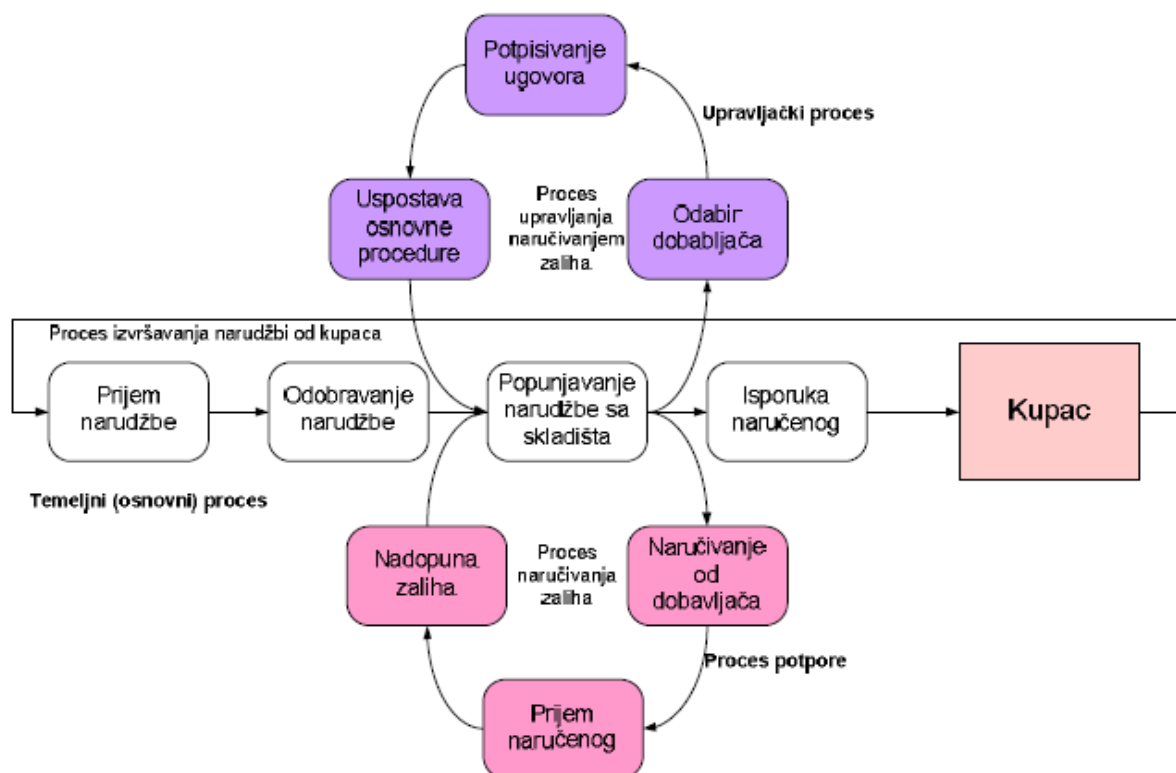 Potpisivanje
ugovora
Upravljački proces
Uspostava
osnovne
procedure
Proces
upravljanja
naručivanjem
zaliha
Odabir
dobabljača
Proces izvršavanja narudžbi od kupaca
Prijem
narudžbe
Odobravanje
narudžbe
Popunjavanje
narudžbe sa
skladišta
Isporuka
naručenog
Kupac
Temeljni (osnovni) proces
Nadopuna
zaliha
Proces
naručivanja
zaliha
Naručivanje
od
dobavljača
Proces potpore
Prijem
naručenog